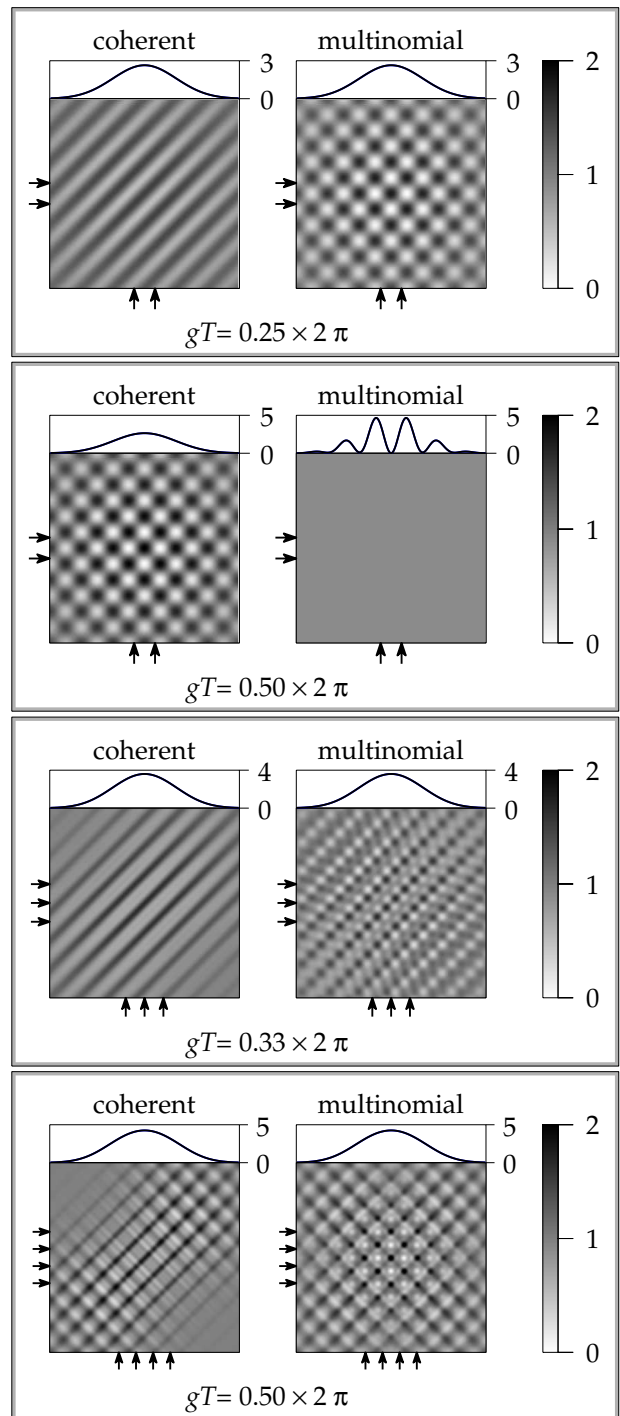 coherent multinomial
3 3 2
0 0
1
0
gT= 0.25 × 2 π
coherent multinomial
5 5 2
0 0
1
0
gT= 0.50 × 2 π
coherent multinomial
4 4 2
0 0
1
0
gT= 0.33 × 2 π
coherent multinomial
5 5 2
0 0
1
0
gT= 0.50 × 2 π